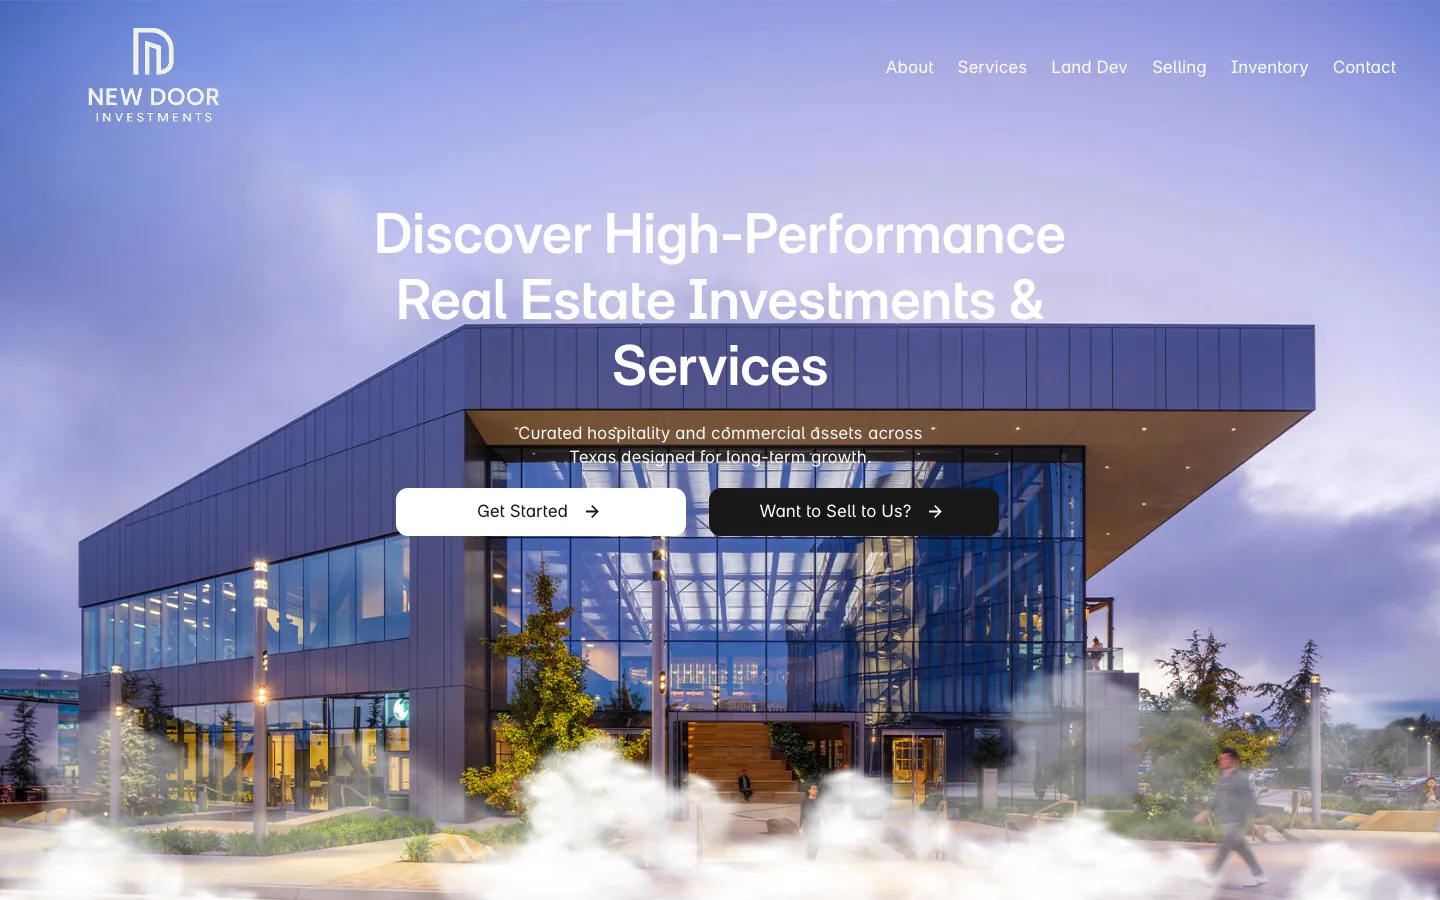 NEW DOOR
INVESTMENTS
About
Services
Land Dev
Selling
Inventory
Contact
Discover High-Performance
Real Estate Investments &
Services
Curated hospitality and commercial assets across
Texas designed for long-term growth.
Get Started →
Want to Sell to Us? →